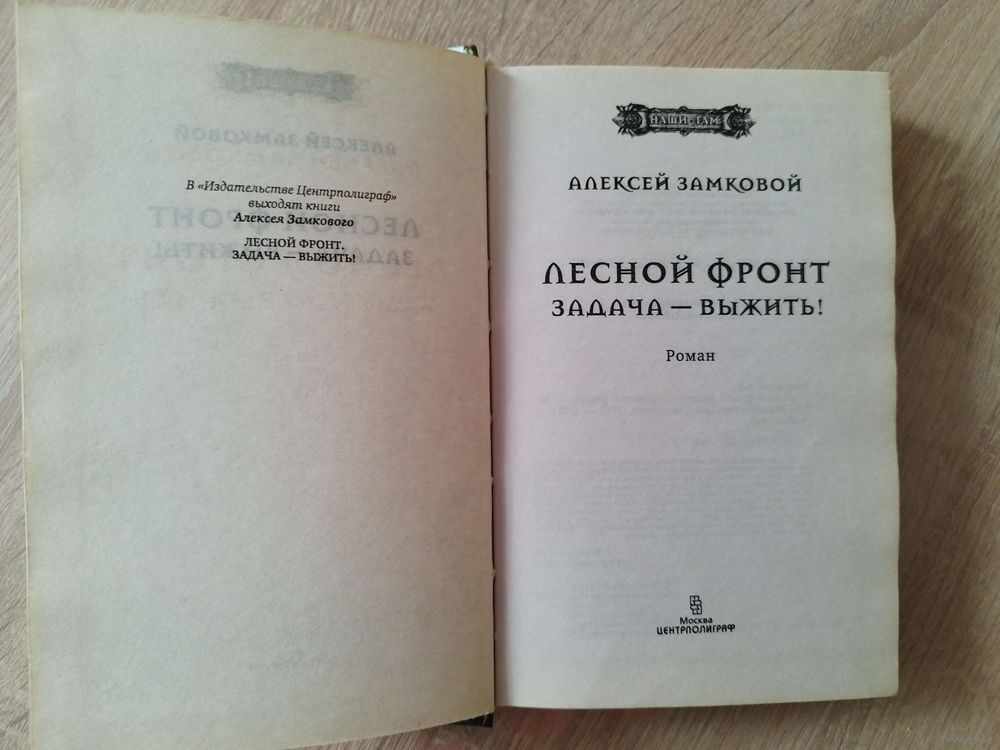 В «Издательстве Центрполиграф»
выходят книги
Алексея Замкового
ЛЕСНОЙ ФРОНТ.
ЗАДАЧА — ВЫЖИТЬ!
НАШИ ТАМ
АЛЕКСЕЙ ЗАМКОВОЙ
ЛЕСНОЙ ФРОНТ
ЗАДАЧА — ВЫЖИТЬ!
Роман
Москва
ЦЕНТРПОЛИГРАФ